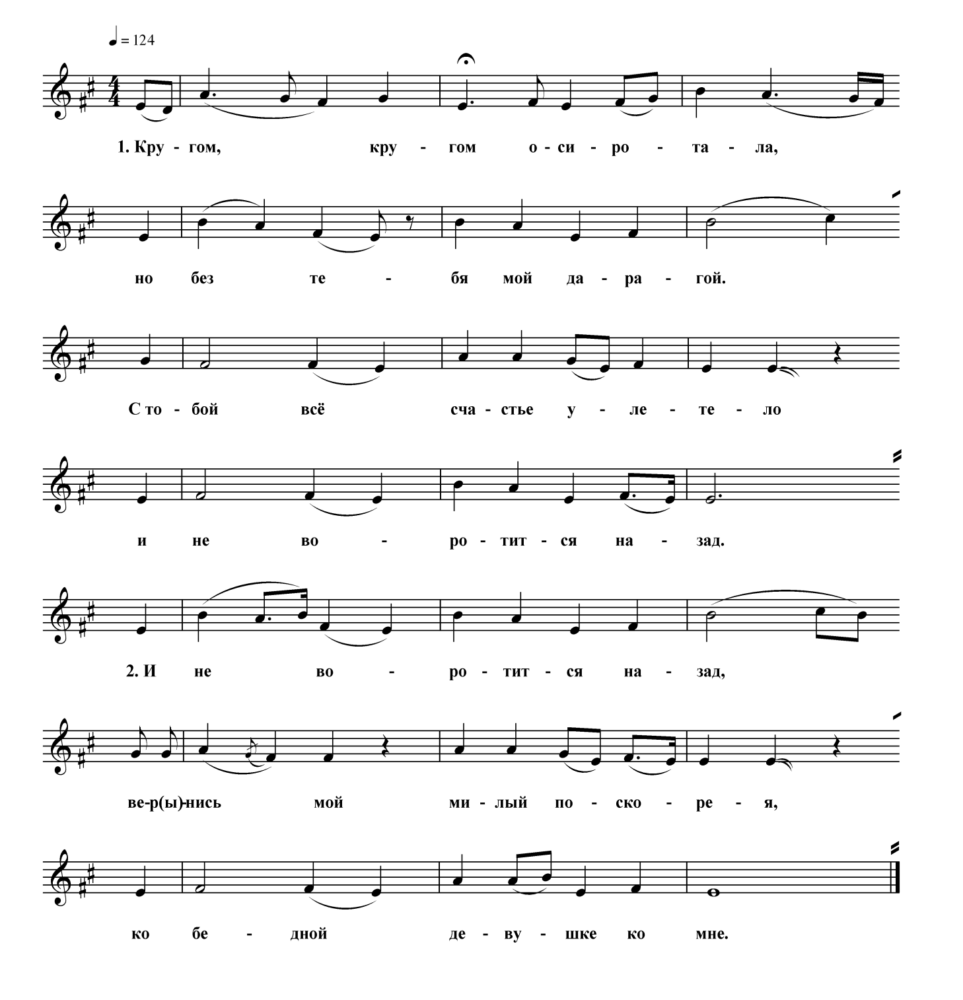 = 124
4
4
1. Кру - гом, кру - гом о - си - ро - та - ла,
но без те - бя мой да - ра - гой.
С то - бой всё сча - стье у - ле - те - ло
и не во - ро - тит - ся на - зад.
2. И не во - ро - тит - ся на - зад,
ве-р(ы)-нись мой ми - лый по - ско - ре - я,
ко бе - дной де - ву - шке ко мне.